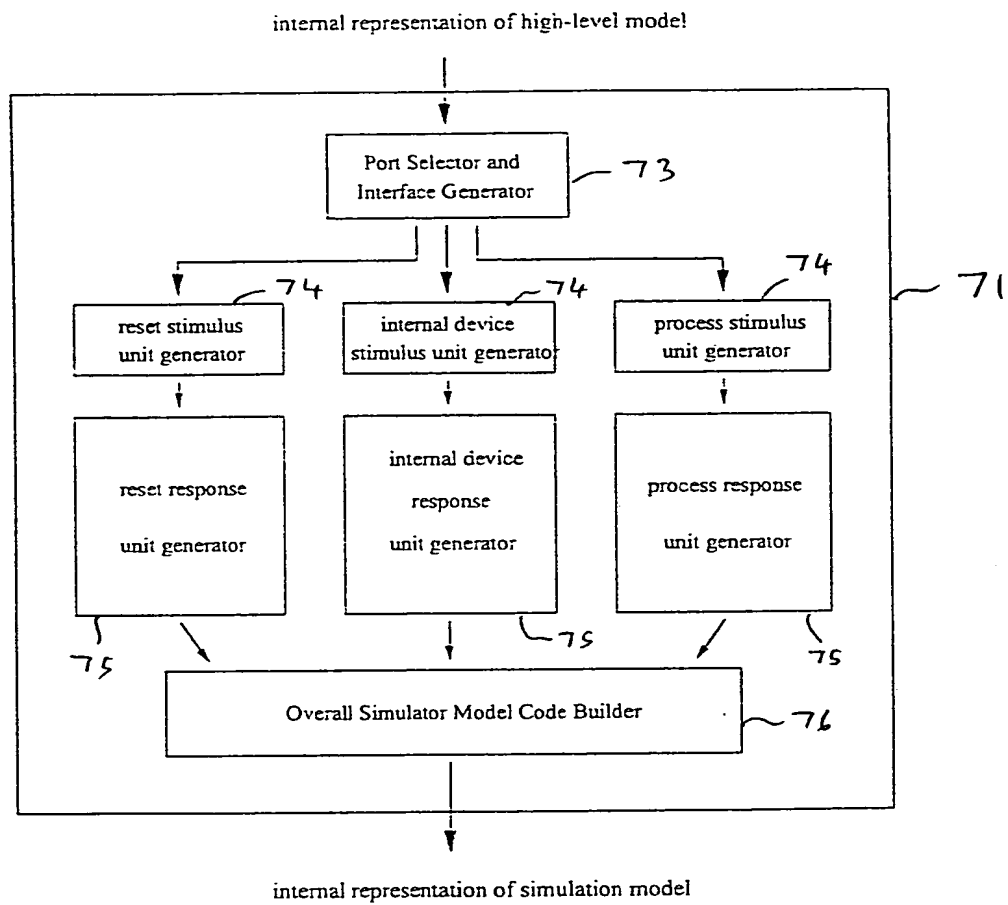 internal representation of high-level model
Port Selector and
Interface Generator
73
74
74
74
71
reset stimulus
unit generator
internal device
stimulus unit generator
process stimulus
unit generator
reset response
unit generator
internal device
response
unit generator
process response
unit generator
75
75
75
Overall Simulator Model Code Builder
76
internal representation of simulation model